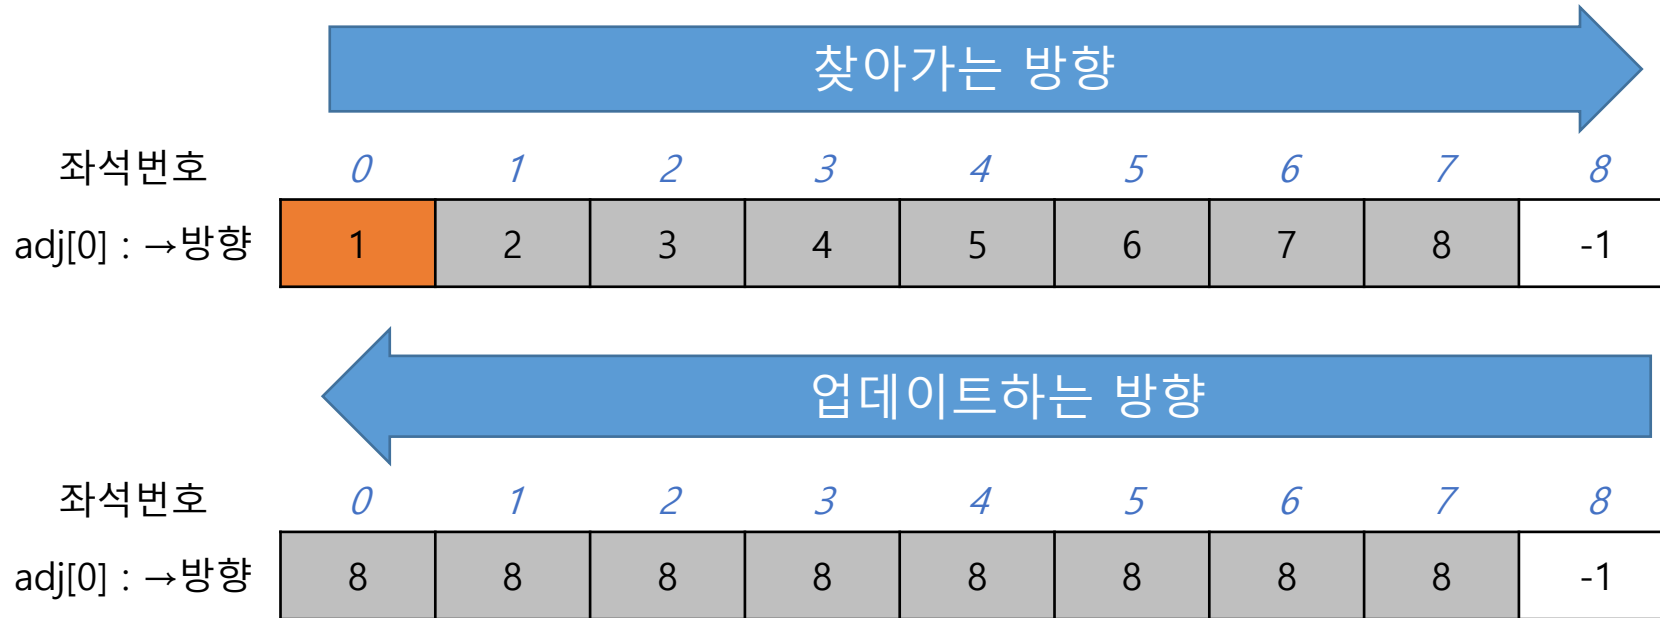 찾아가는 방향
좌석번호 0 1 2 3 4 5 6 7 8
adj[0] : →방향 1 2 3 4 5 6 7 8 -1
업데이트하는 방향
좌석번호 0 1 2 3 4 5 6 7 8
adj[0] : →방향 8 8 8 8 8 8 8 8 -1